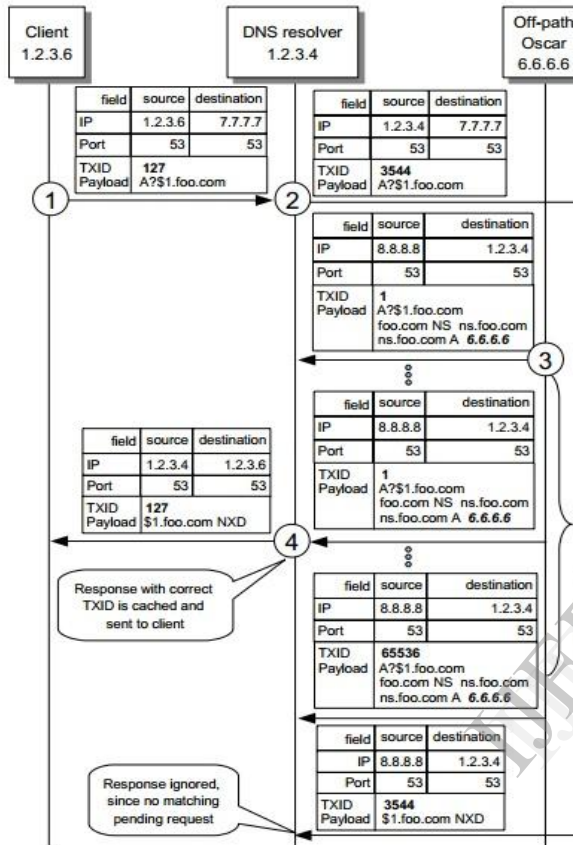 Client
1.2.3.6
DNS resolver
1.2.3.4
Off-path
Oscar
6.6.6.6
field source destination
IP 1.2.3.6 7.7.7.7
Port 53 53
TXID 127
Payload A?$1.foo.com
1
2
field source destination
IP 1.2.3.4 7.7.7.7
Port 53 53
TXID 3544
Payload A?$1.foo.com
field source destination
IP 8.8.8.8 1.2.3.4
Port 53 53
TXID 1
Payload A?$1.foo.com
foo.com NS ns.foo.com
ns.foo.com A 6.6.6.6
3
field source destination
IP 8.8.8.8 1.2.3.4
Port 53 53
TXID 1
Payload A?$1.foo.com
foo.com NS ns.foo.com
ns.foo.com A 6.6.6.6
field source destination
IP 1.2.3.4 1.2.3.6
Port 53 53
TXID 127
Payload $1.foo.com NXD
4
Response with correct
TXID is cached and
sent to client
field source destination
IP 8.8.8.8 1.2.3.4
Port 53 53
TXID 65536
Payload A?$1.foo.com
foo.com NS ns.foo.com
ns.foo.com A 6.6.6.6
field source destination
IP 8.8.8.8 1.2.3.4
Port 53 53
TXID 3544
Payload $1.foo.com NXD
Response ignored,
since no matching
pending request